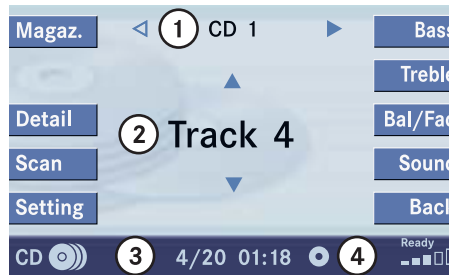 Magaz.
1 CD 1
Bass
Treble
Detail
2 Track 4
Bal/Fad
Scan
Sound
Setting
Back
CD 3 4/20 01:18 4
Ready